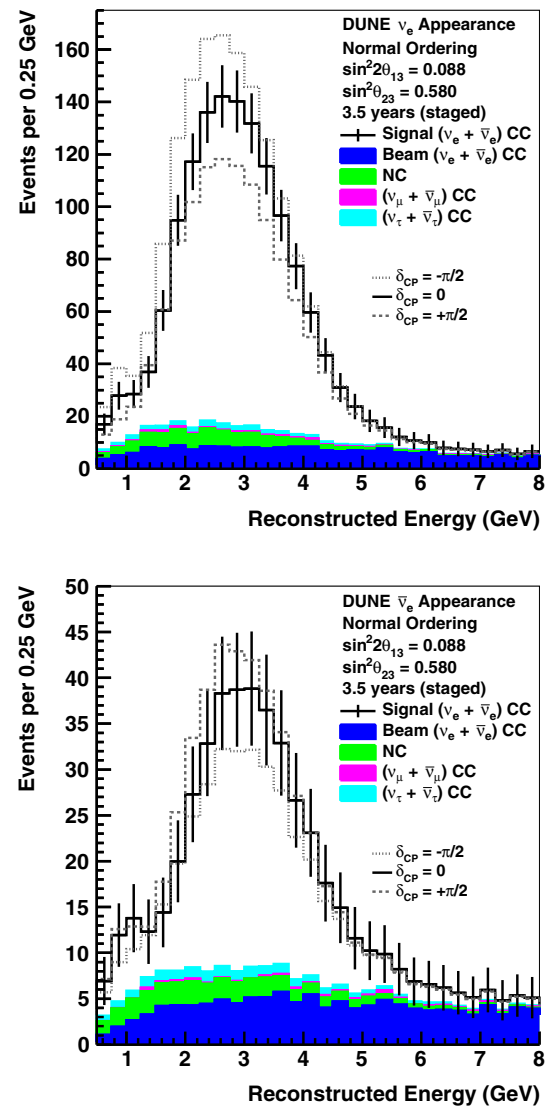 DUNE νe Appearance
Normal Ordering
sin²2θ13 = 0.088
sin²θ23 = 0.580
3.5 years (staged)
Signal (νe + ν̄e) CC
Beam (νe + ν̄e) CC
NC
(νμ + ν̄μ) CC
(ντ + ν̄τ) CC
δCP = -π/2
δCP = 0
δCP = +π/2
Events per 0.25 GeV
160
140
120
100
80
60
40
20
0
1 2 3 4 5 6 7 8
Reconstructed Energy (GeV)
DUNE ν̄e Appearance
Normal Ordering
sin²2θ13 = 0.088
sin²θ23 = 0.580
3.5 years (staged)
Signal (νe + ν̄e) CC
Beam (νe + ν̄e) CC
NC
(νμ + ν̄μ) CC
(ντ + ν̄τ) CC
δCP = -π/2
δCP = 0
δCP = +π/2
Events per 0.25 GeV
50
45
40
35
30
25
20
15
10
5
0
1 2 3 4 5 6 7 8
Reconstructed Energy (GeV)